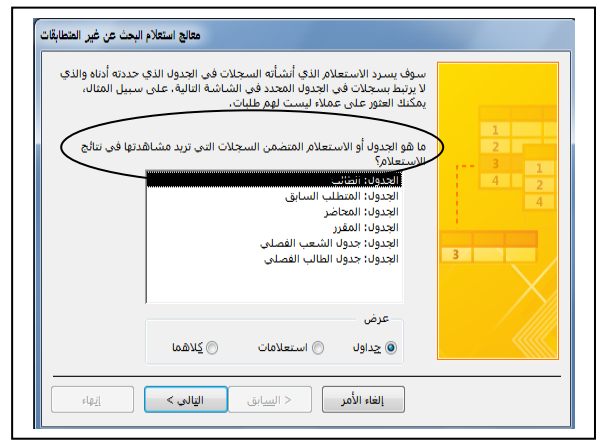 معالج استعلام البحث عن غير المتطابقات
سوف يسرد الاستعلام الذي أنشأته السجلات في الجدول الذي حددته أدناه والذي
لا يرتبط بسجلات في الجدول المحدد في الشاشة التالية. على سبيل المثال،
يمكنك العثور على عملاء ليست لهم طلبات.
ما هو الجدول أو الاستعلام المتضمن السجلات التي تريد مشاهدتها في نتائج
الاستعلام؟
الجدول: الطالب
الجدول: المتطلب السابق
الجدول: المحاضر
الجدول: المقرر
الجدول: جدول الشعب الفصلي
الجدول: جدول الطالب الفصلي
1
2
3
4
1
2
4
3
عرض
جداول
استعلامات
كلاهما
إلغاء الأمر
< السابق
التالي >
إنهاء